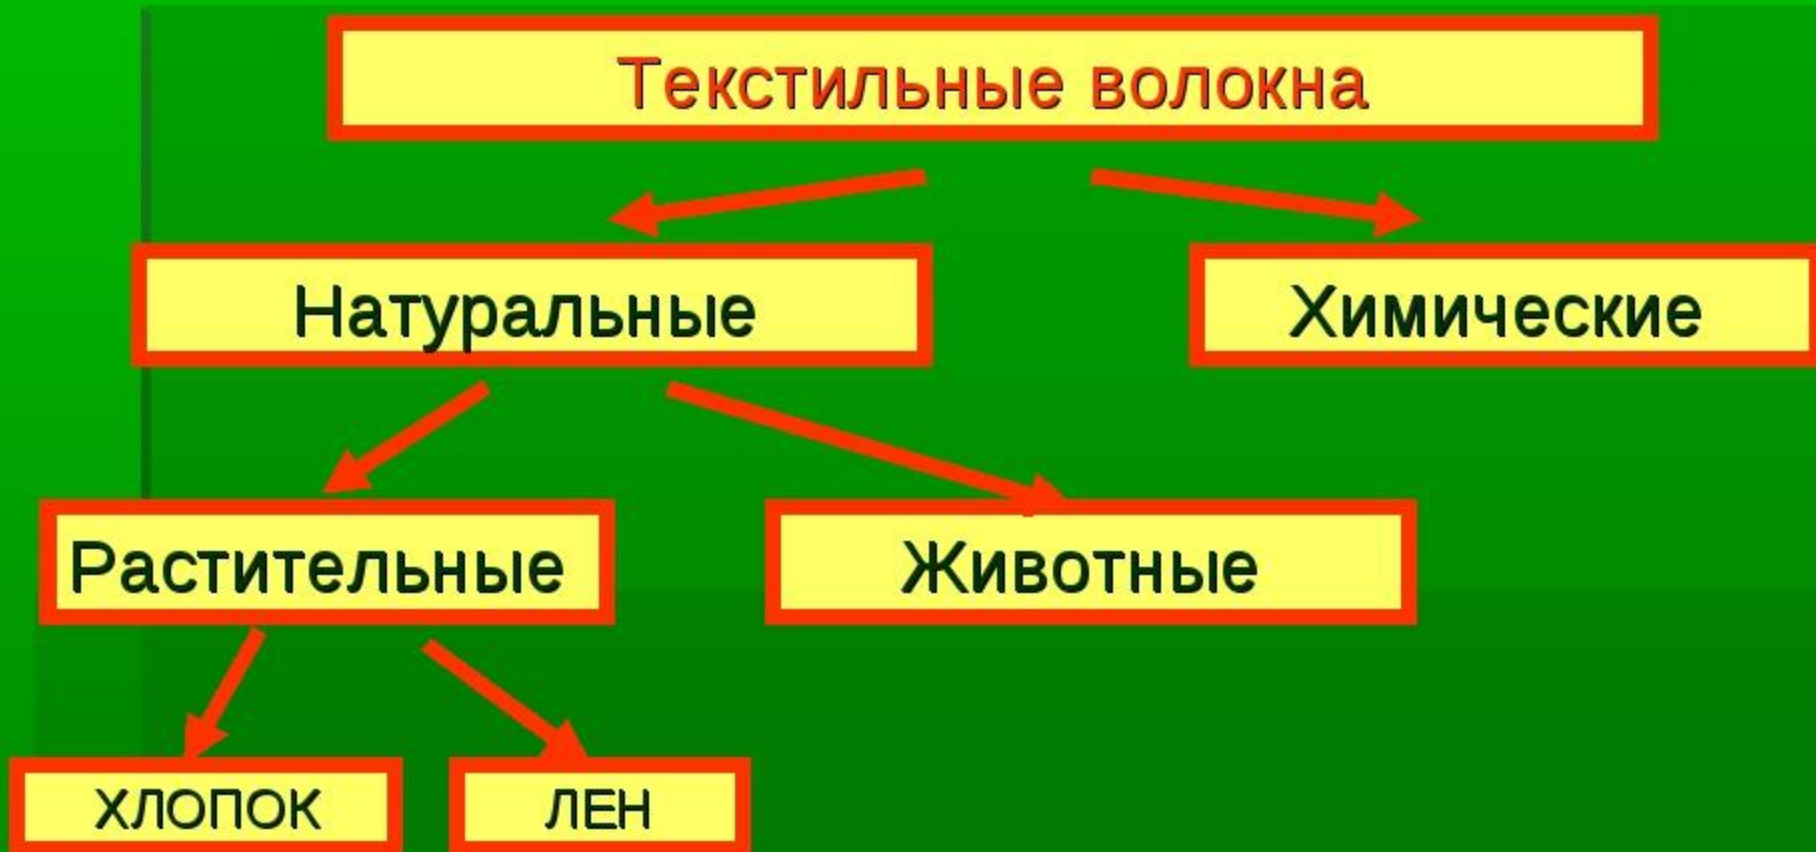 Текстильные волокна
Натуральные
Химические
Растительные
Животные
ХЛОПОК
ЛЕН